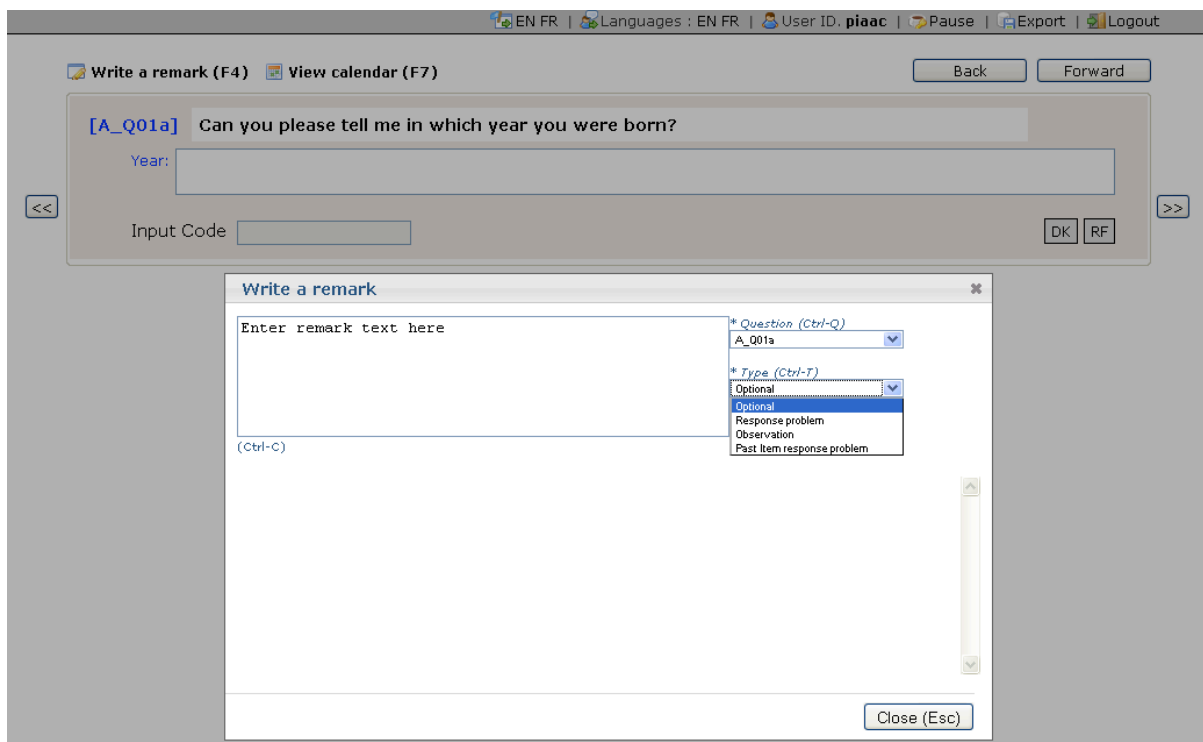 EN FR | Languages : EN FR | User ID. piaac | Pause | Export | Logout
Write a remark (F4) View calendar (F7) Back Forward
[A_Q01a] Can you please tell me in which year you were born?
Year:
<< >>
Input Code DK RF
Write a remark
Enter remark text here
* Question (Ctrl-Q)
A_Q01a
* Type (Ctrl-T)
Optional
Optional
Response problem
Observation
Past Item response problem
(Ctrl-C)
Close (Esc)